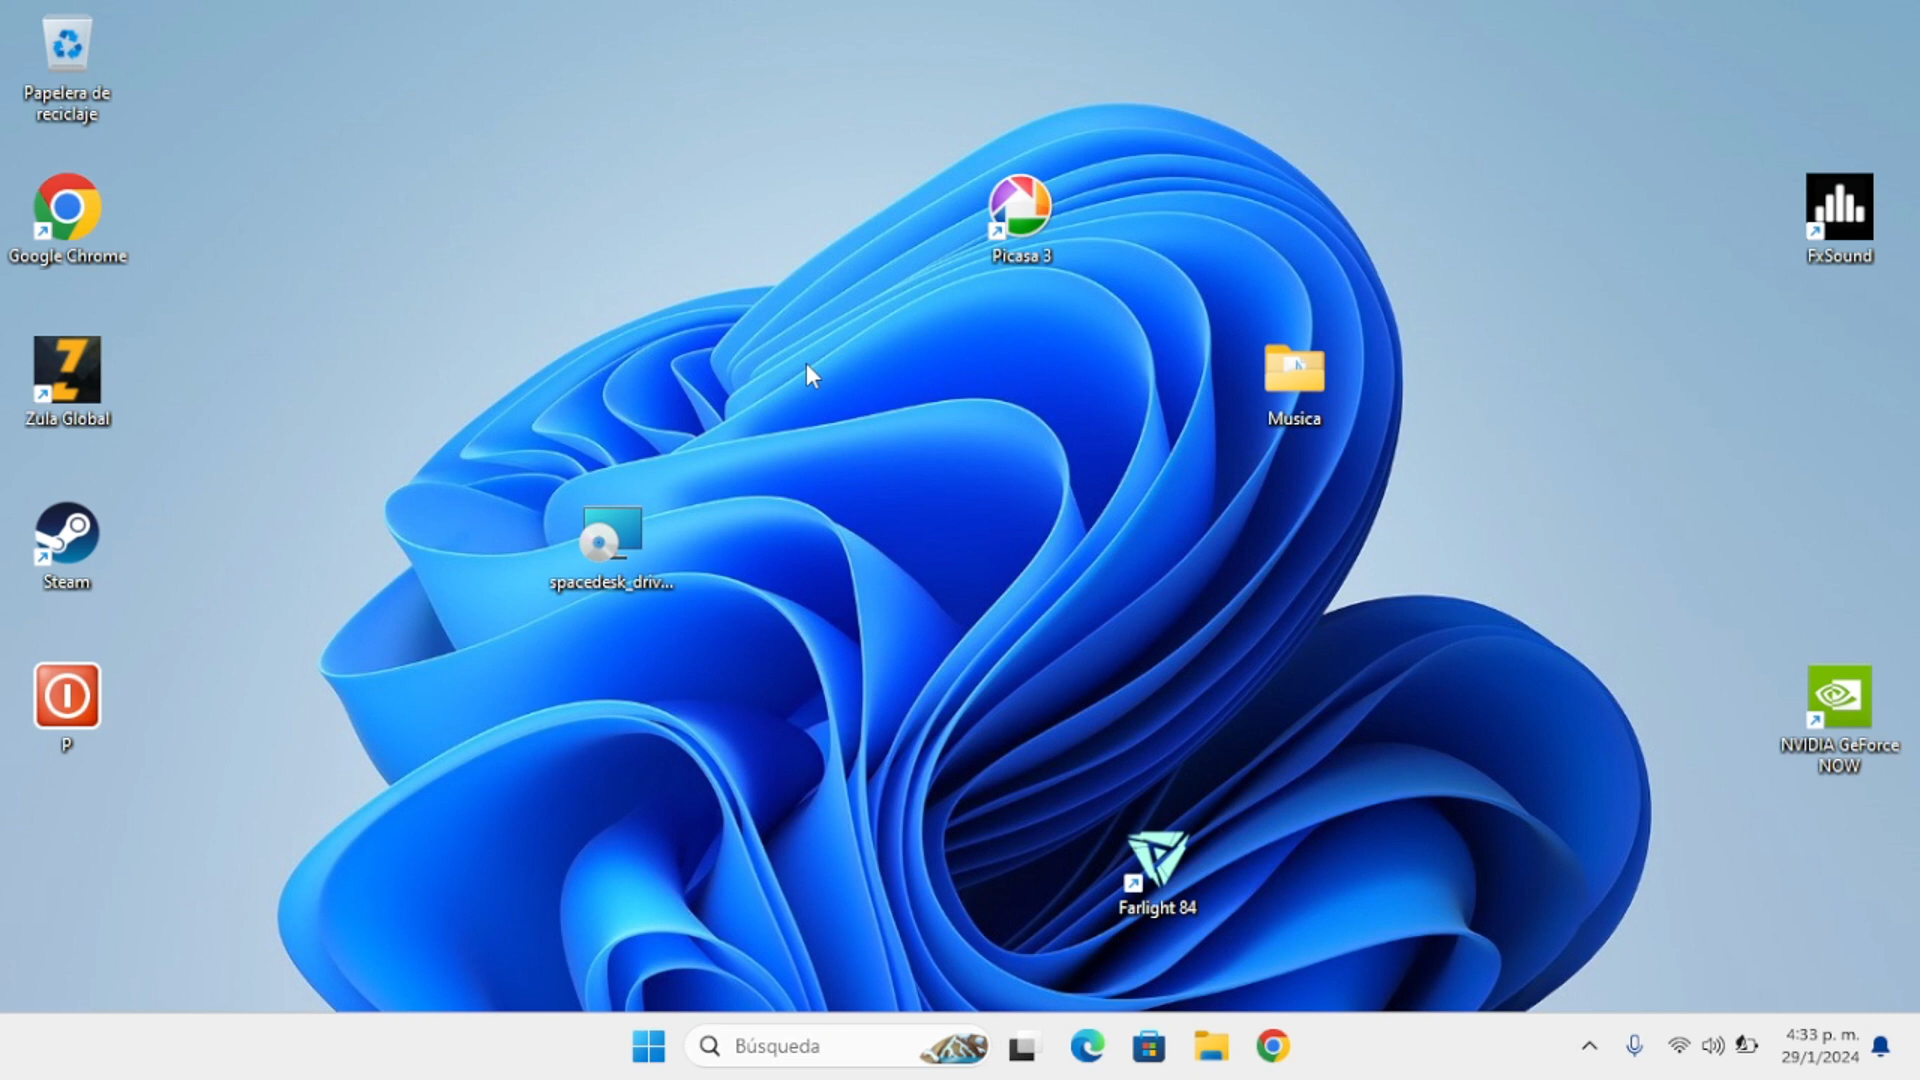 Papelera de
reciclaje
Google Chrome
Picasa 3
FxSound
Zula Global
Musica
Steam
spacedesk_driv...
P
NVIDIA GeForce
NOW
Farlight 84
Búsqueda
4:33 p. m.
29/1/2024